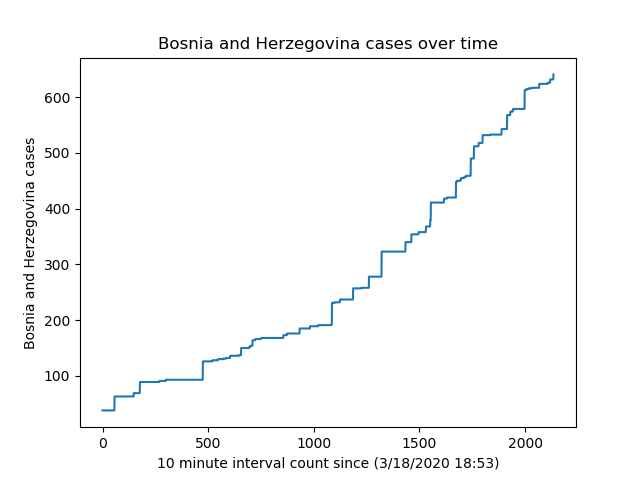 Bosnia and Herzegovina cases over time
600
500
400
300
200
100
Bosnia and Herzegovina cases
0 500 1000 1500 2000
10 minute interval count since (3/18/2020 18:53)